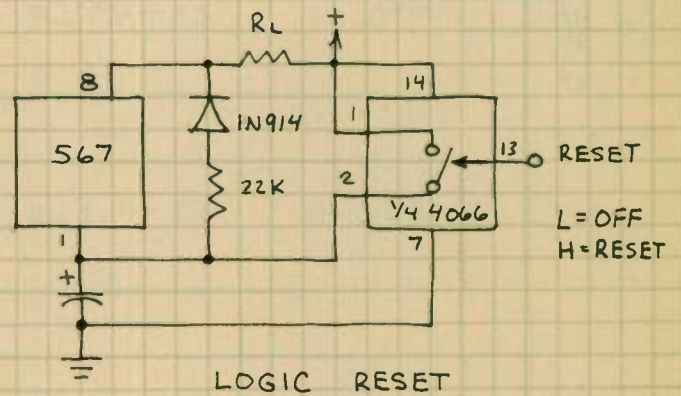 RL
+
8
14
1N914
1
567
13
RESET
22K
2
1/4 4066
L=OFF
H=RESET
1
7
+
LOGIC RESET